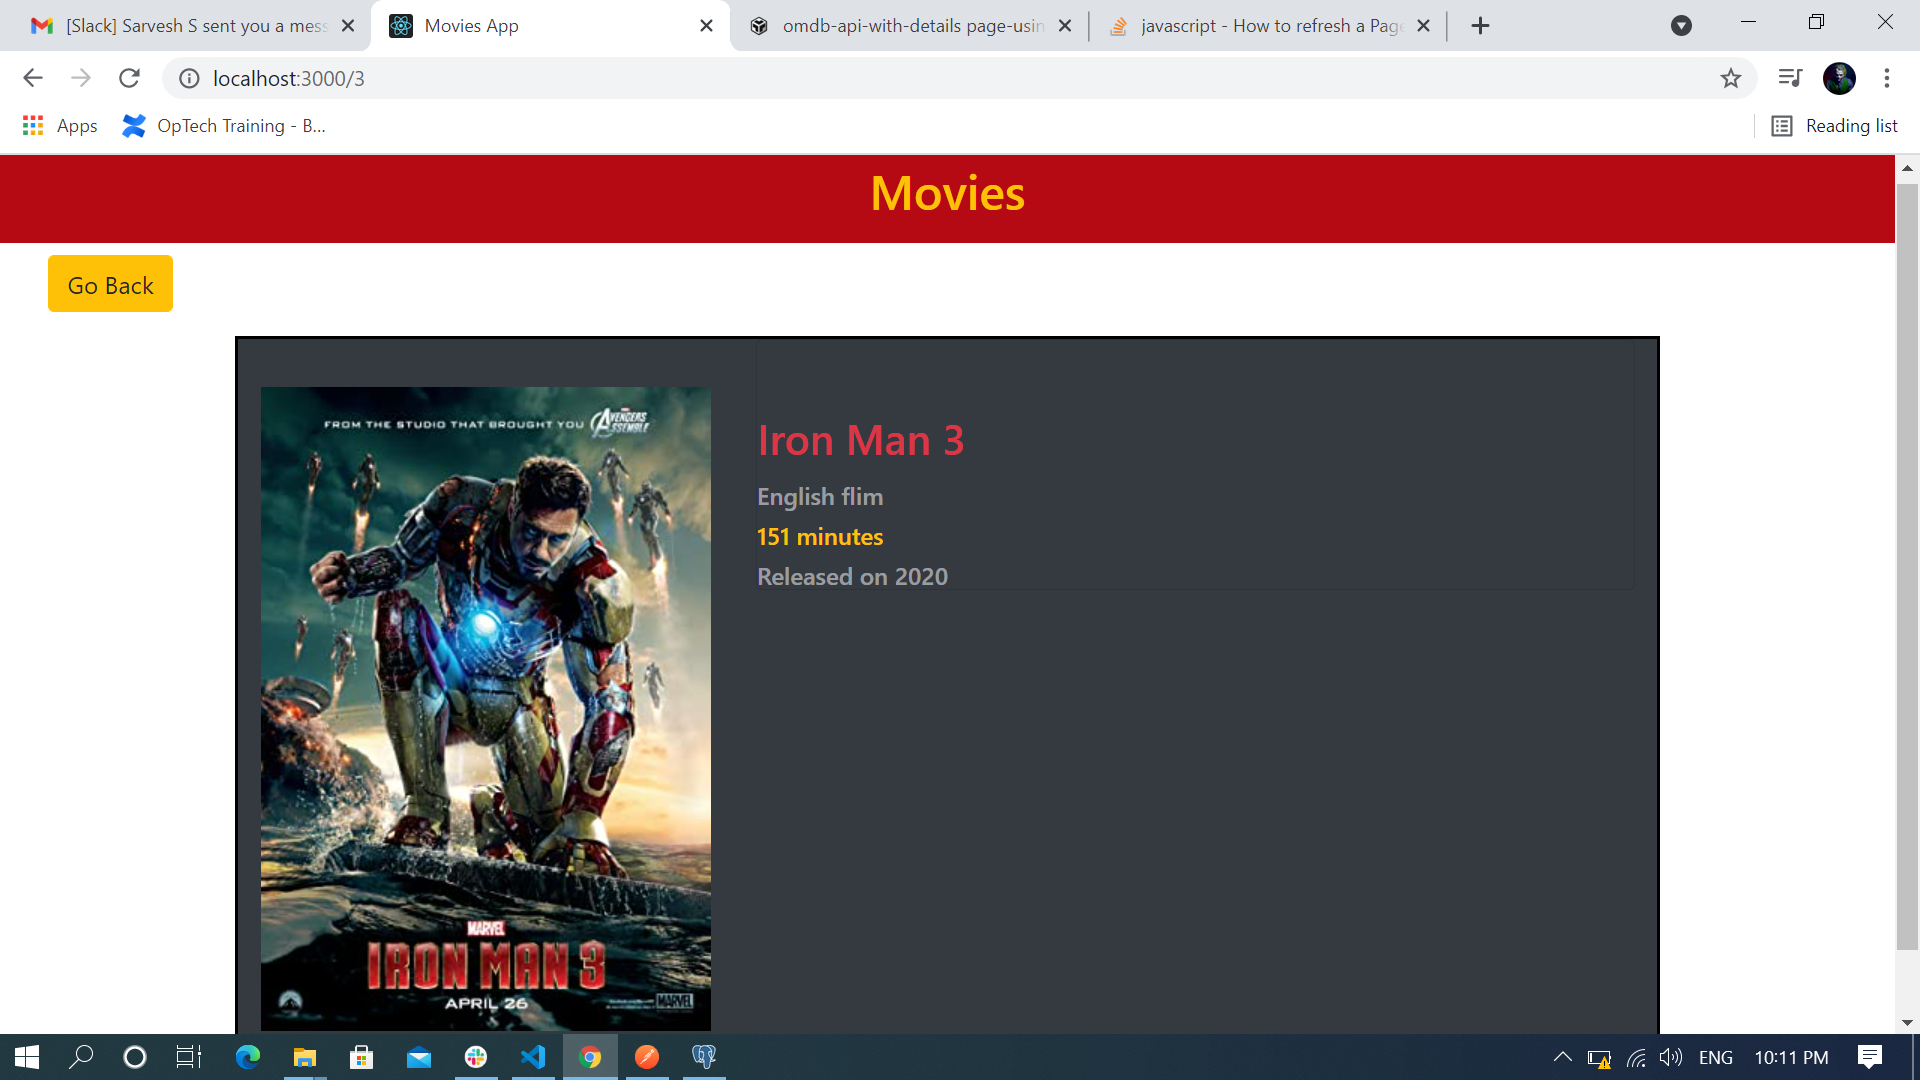 [Slack] Sarvesh S sent you a mess
Movies App
omdb-api-with-details page-usin
javascript - How to refresh a Page
localhost:3000/3
Apps
OpTech Training - B...
Reading list
Movies
Go Back
FROM THE STUDIO THAT BROUGHT YOU AVENGERS ASSEMBLE
MARVEL
IRON MAN 3
APRIL 26
MARVEL
Iron Man 3
English flim
151 minutes
Released on 2020
ENG
10:11 PM